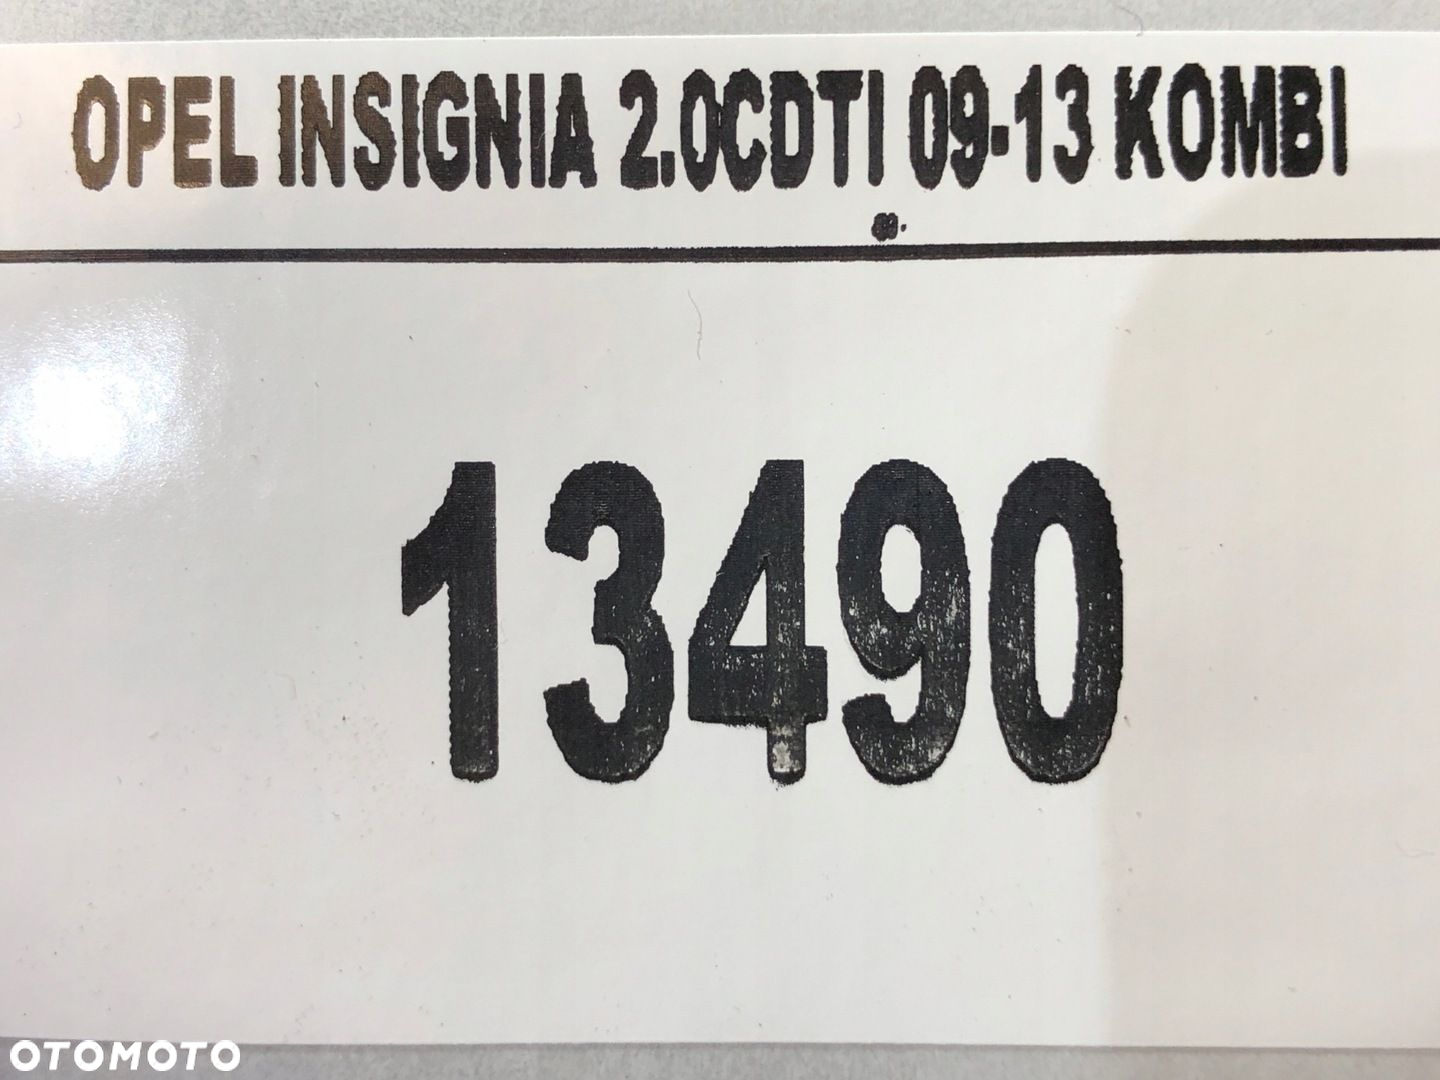 OPEL INSIGNIA 2.0CDTI 09-13 KOMBI
13490
OTOMOTO